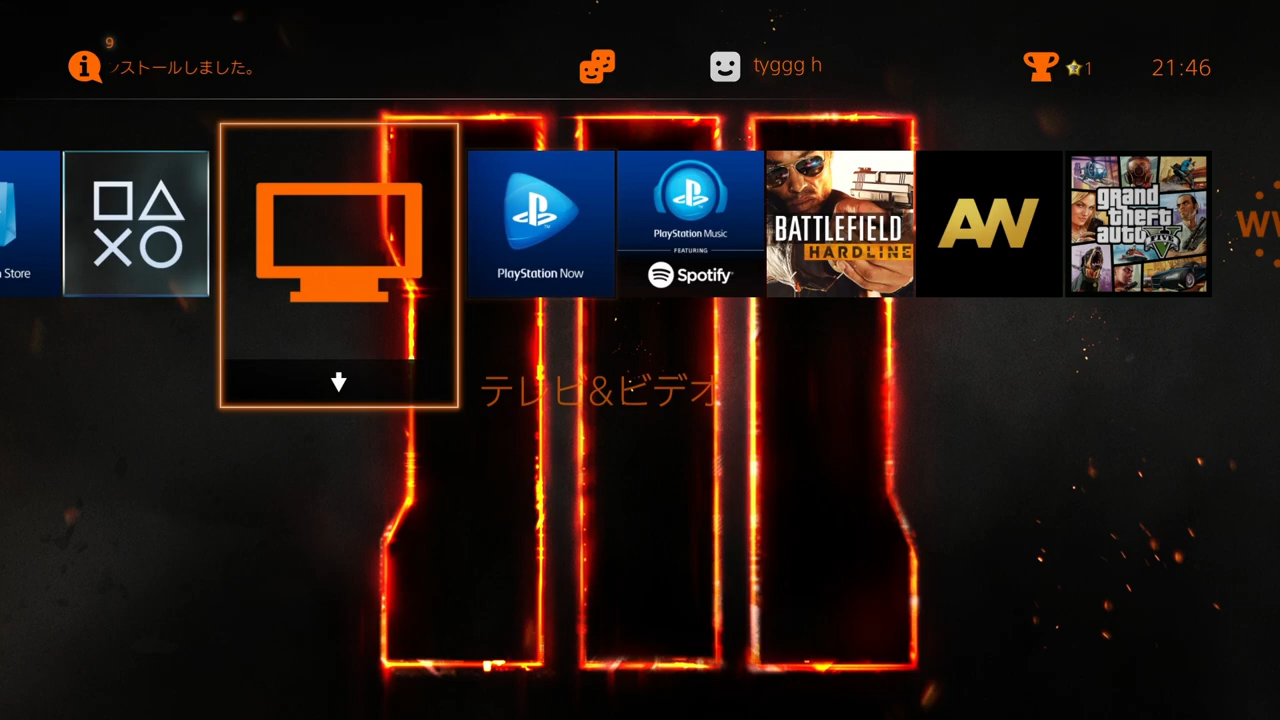 9
ンストールしました。
tyggg h
1
21:46
Store
PlayStation Now
PlayStation Music
FEATURING
Spotify
BATTLEFIELD
HARDLINE
AW
grand
theft
auto
V
FIVE
テレビ&ビデオ